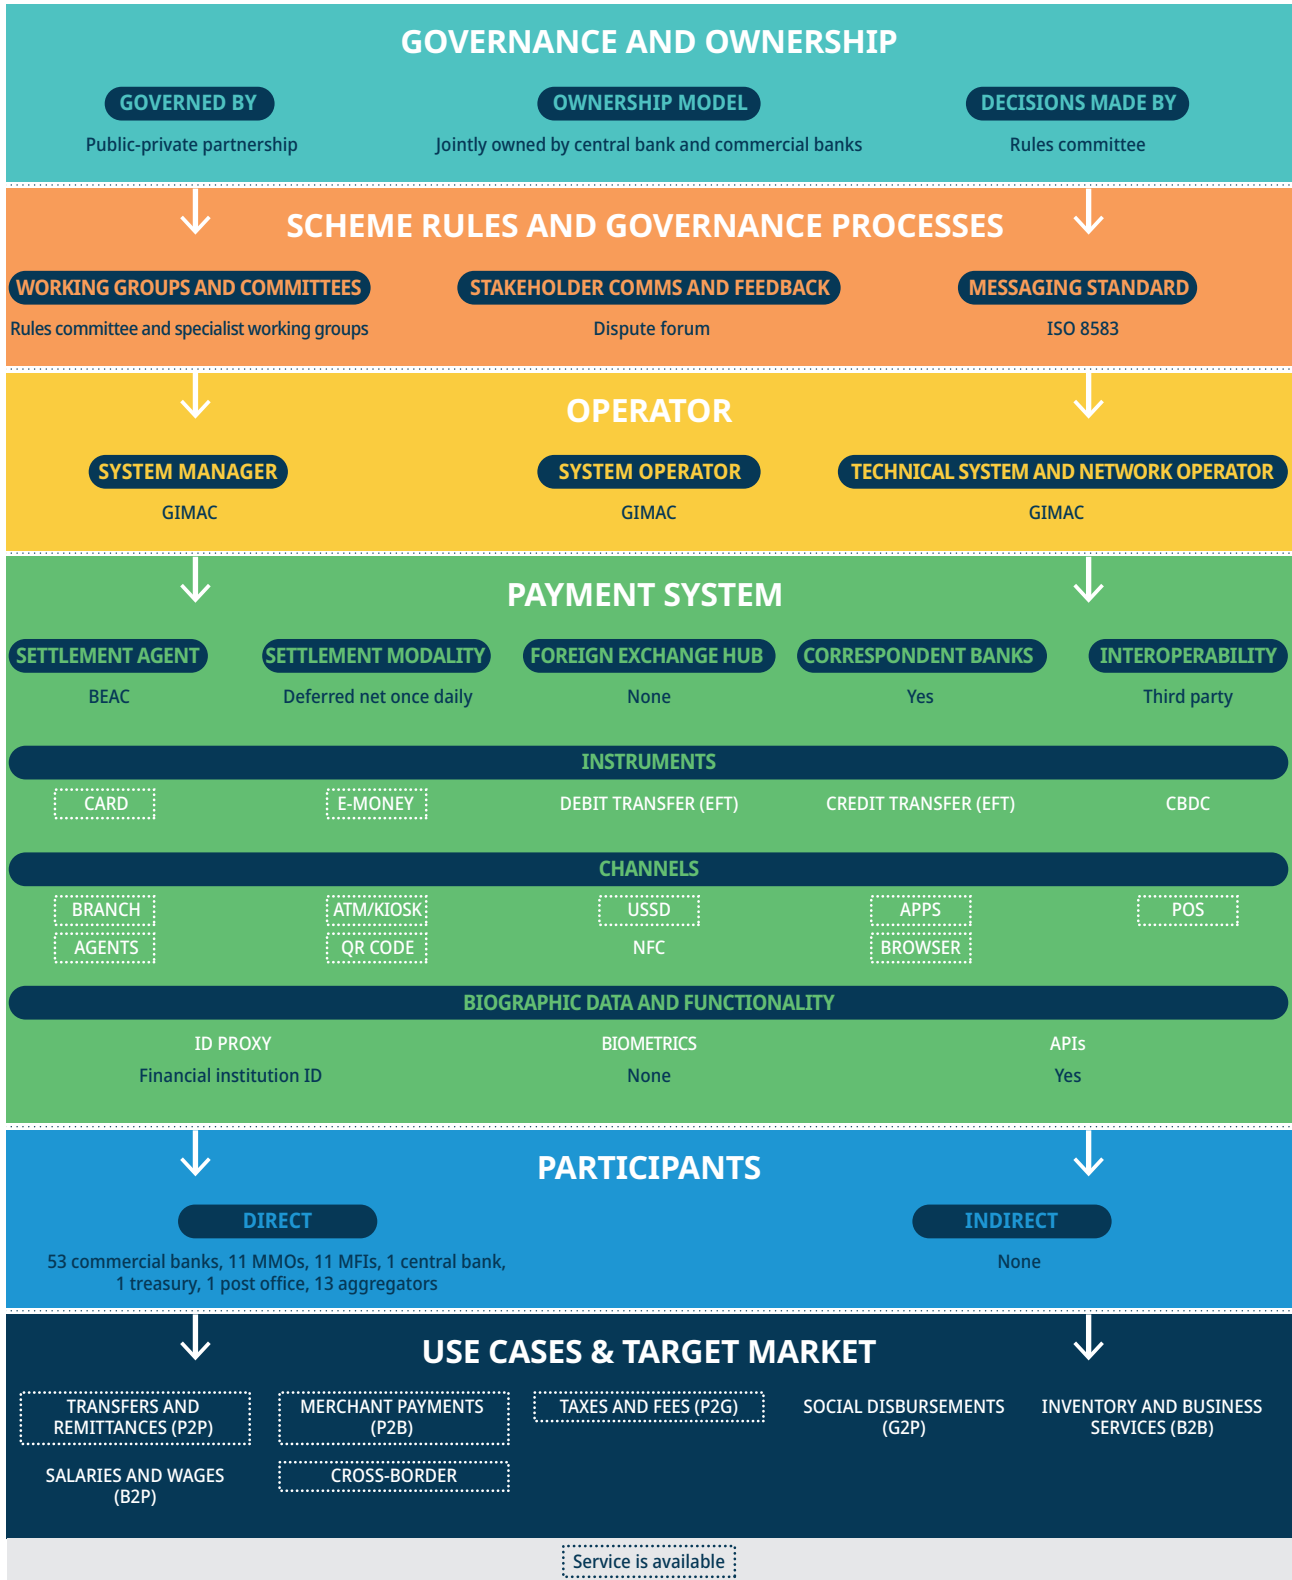 GOVERNANCE AND OWNERSHIP
GOVERNED BY
OWNERSHIP MODEL
DECISIONS MADE BY
Public-private partnership
Jointly owned by central bank and commercial banks
Rules committee
SCHEME RULES AND GOVERNANCE PROCESSES
WORKING GROUPS AND COMMITTEES
STAKEHOLDER COMMS AND FEEDBACK
MESSAGING STANDARD
Rules committee and specialist working groups
Dispute forum
ISO 8583
OPERATOR
SYSTEM MANAGER
SYSTEM OPERATOR
TECHNICAL SYSTEM AND NETWORK OPERATOR
GIMAC
GIMAC
GIMAC
PAYMENT SYSTEM
SETTLEMENT AGENT
SETTLEMENT MODALITY
FOREIGN EXCHANGE HUB
CORRESPONDENT BANKS
INTEROPERABILITY
BEAC
Deferred net once daily
None
Yes
Third party
INSTRUMENTS
CARD
E-MONEY
DEBIT TRANSFER (EFT)
CREDIT TRANSFER (EFT)
CBDC
CHANNELS
BRANCH
ATM/KIOSK
USSD
APPS
POS
AGENTS
QR CODE
NFC
BROWSER
BIOGRAPHIC DATA AND FUNCTIONALITY
ID PROXY
BIOMETRICS
APIs
Financial institution ID
None
Yes
PARTICIPANTS
DIRECT
INDIRECT
53 commercial banks, 11 MMOs, 11 MFIs, 1 central bank,
1 treasury, 1 post office, 13 aggregators
None
USE CASES & TARGET MARKET
TRANSFERS AND
REMITTANCES (P2P)
MERCHANT PAYMENTS
(P2B)
TAXES AND FEES (P2G)
SOCIAL DISBURSEMENTS
(G2P)
INVENTORY AND BUSINESS
SERVICES (B2B)
SALARIES AND WAGES
(B2P)
CROSS-BORDER
Service is available